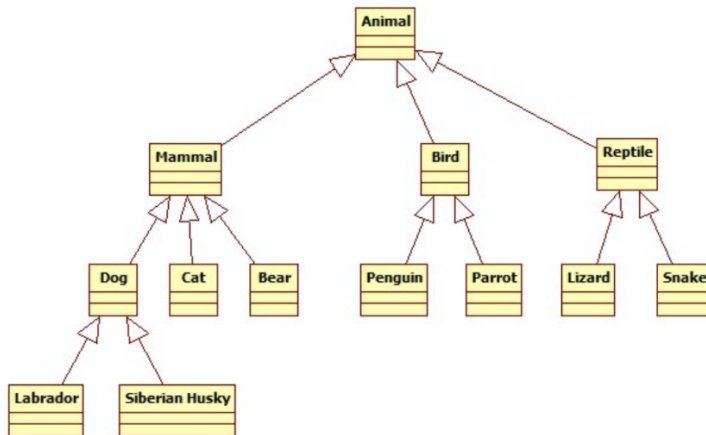 Animal
Mammal
Bird
Reptile
Dog
Cat
Bear
Penguin
Parrot
Lizard
Snake
Labrador
Siberian Husky